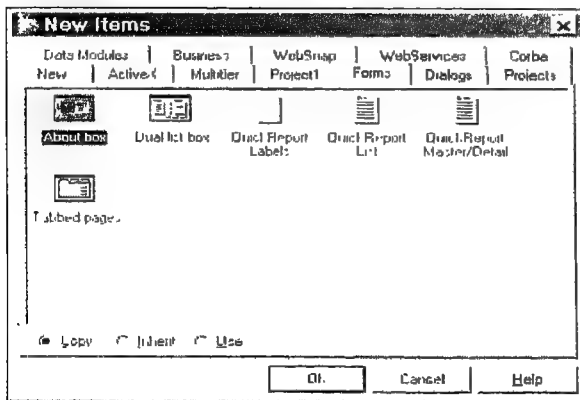 New Items
Data Modules Business WebSnap WebServices Corba
New ActiveX Multitier Project1 Forms Dialogs Projects
About box Dual list box Quick Report Quick Report Quick Report
Labels List Master/Detail
Tabbed pages
Copy Inherit Use
OK Cancel Help